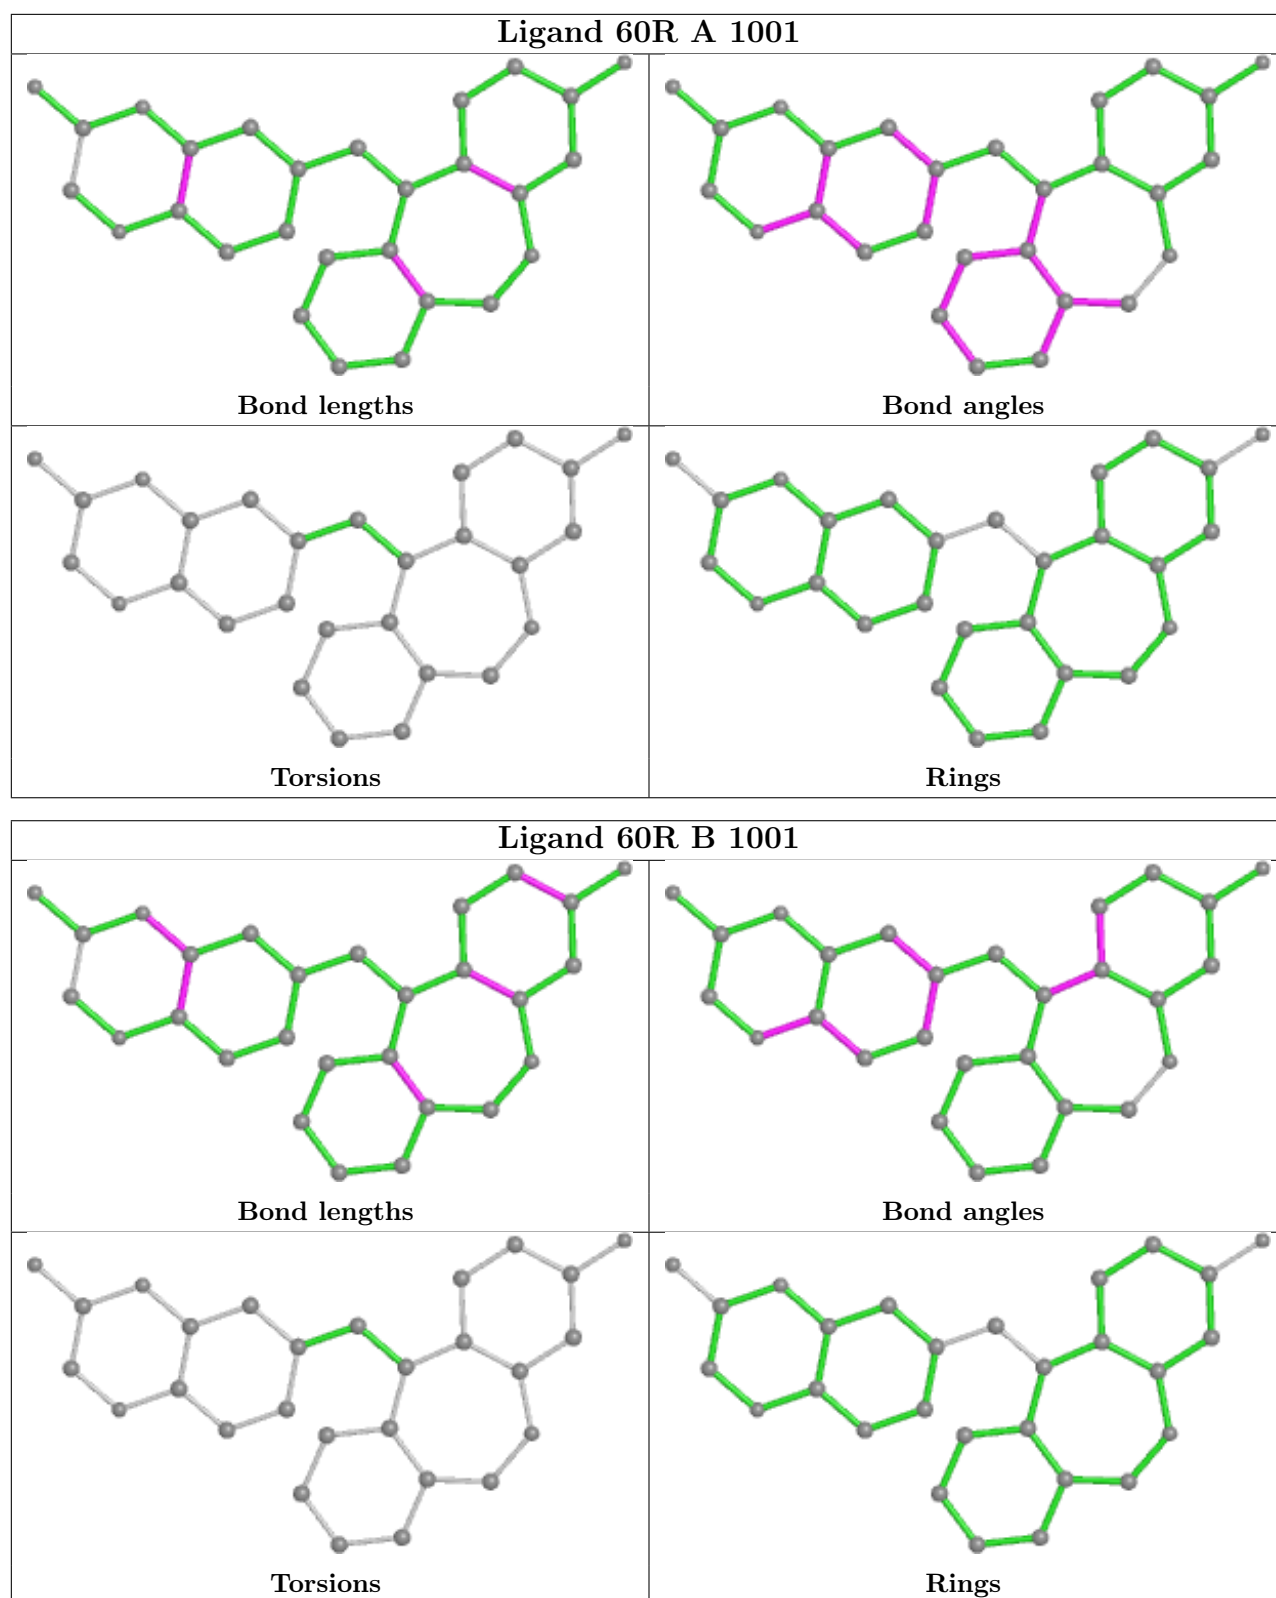 Ligand 60R A 1001
Bond lengths
Bond angles
Torsions
Rings
Ligand 60R B 1001
Bond lengths
Bond angles
Torsions
Rings